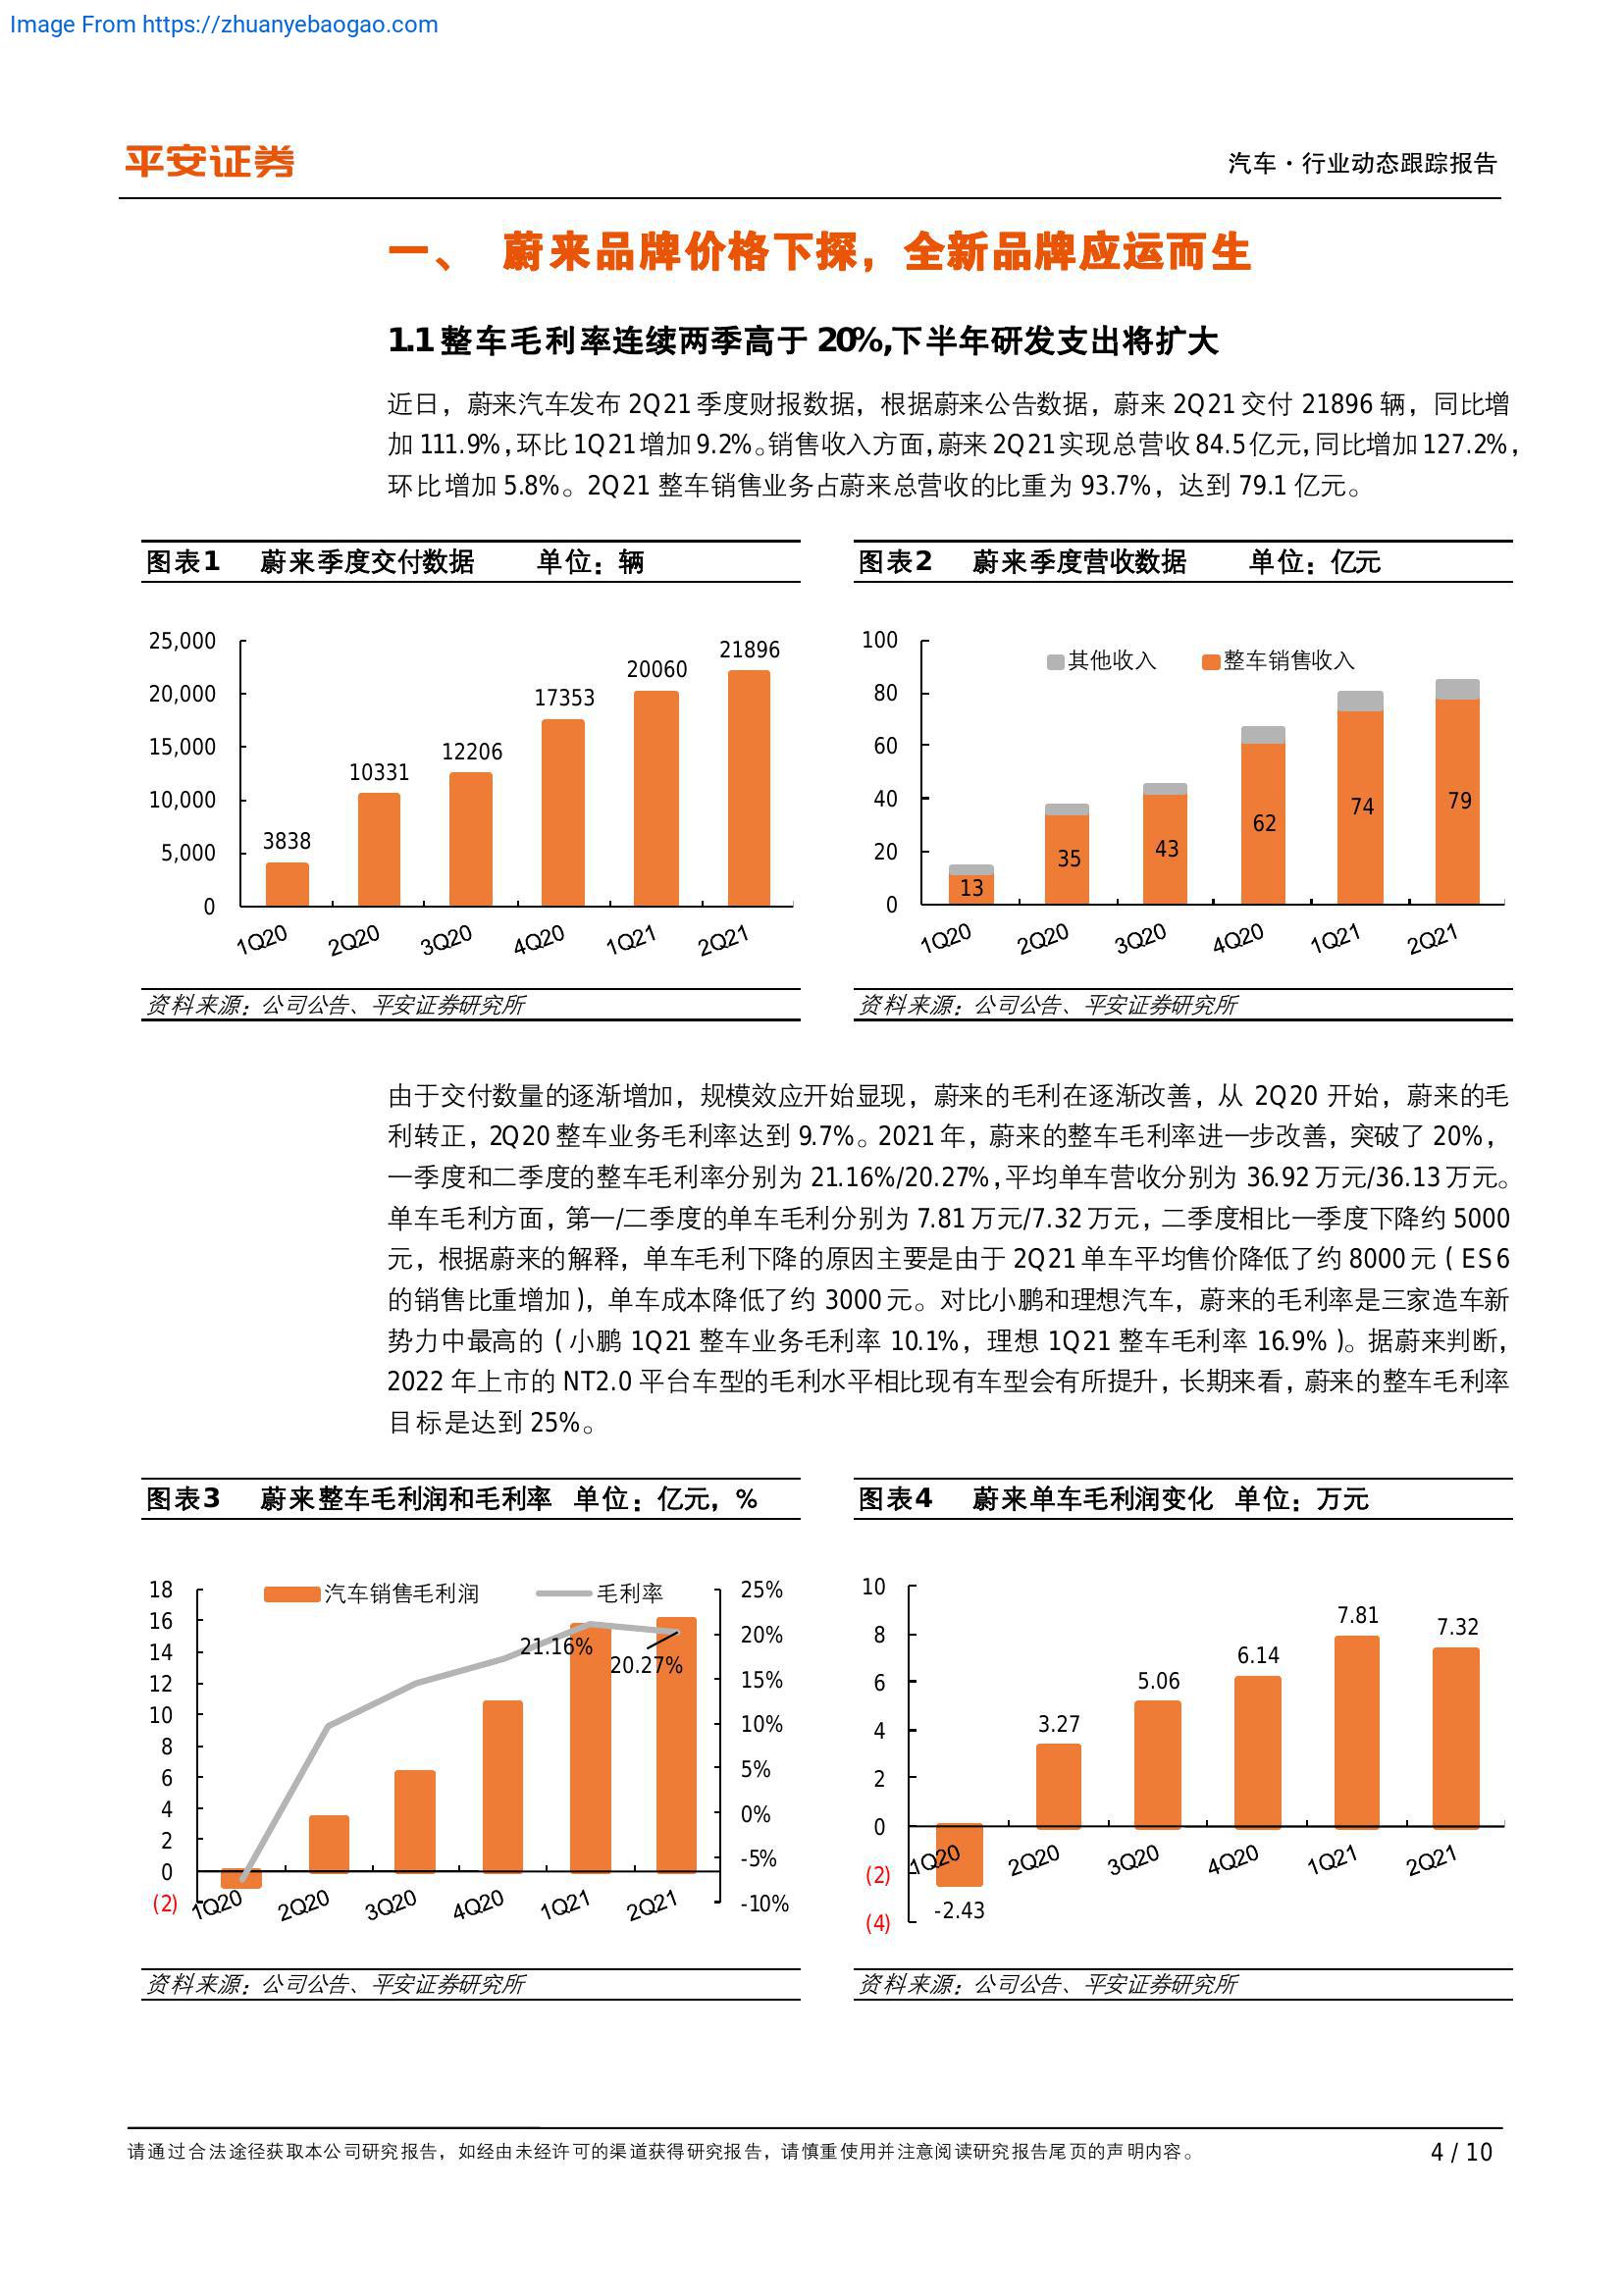 Image From https://zhuanyebaogao.com
平安证券
汽车·行业动态跟踪报告
一、 蔚来品牌价格下探，全新品牌应运而生
1.1 整车毛利率连续两季高于 20%,下半年研发支出将扩大
近日，蔚来汽车发布 2Q21 季度财报数据，根据蔚来公告数据，蔚来 2Q21 交付 21896 辆，同比增
加 111.9%，环比 1Q21 增加 9.2%。销售收入方面，蔚来 2Q21 实现总营收 84.5 亿元，同比增加 127.2%，
环比增加 5.8%。2Q21 整车销售业务占蔚来总营收的比重为 93.7%，达到 79.1 亿元。
图表1 蔚来季度交付数据 单位：辆
25,000
20,000
15,000
10,000
5,000
0
3838
10331
12206
17353
20060
21896
1Q20 2Q20 3Q20 4Q20 1Q21 2Q21
资料来源：公司公告、平安证券研究所
图表2 蔚来季度营收数据 单位：亿元
其他收入 整车销售收入
100
80
60
40
20
0
13
35
43
62
74
79
1Q20 2Q20 3Q20 4Q20 1Q21 2Q21
资料来源：公司公告、平安证券研究所
由于交付数量的逐渐增加，规模效应开始显现，蔚来的毛利在逐渐改善，从 2Q20 开始，蔚来的毛
利转正，2Q20 整车业务毛利率达到 9.7%。2021 年，蔚来的整车毛利率进一步改善，突破了 20%，
一季度和二季度的整车毛利率分别为 21.16%/20.27%，平均单车营收分别为 36.92 万元/36.13 万元。
单车毛利方面，第一/二季度的单车毛利分别为 7.81 万元/7.32 万元，二季度相比一季度下降约 5000
元，根据蔚来的解释，单车毛利下降的原因主要是由于 2Q21 单车平均售价降低了约 8000 元（ES6
的销售比重增加），单车成本降低了约 3000 元。对比小鹏和理想汽车，蔚来的毛利率是三家造车新
势力中最高的（小鹏 1Q21 整车业务毛利率 10.1%，理想 1Q21 整车毛利率 16.9%）。据蔚来判断，
2022 年上市的 NT2.0 平台车型的毛利水平相比现有车型会有所提升，长期来看，蔚来的整车毛利率
目标是达到 25%。
图表3 蔚来整车毛利润和毛利率 单位：亿元，%
汽车销售毛利润 毛利率
18
16
14
12
10
8
6
4
2
0
(2)
21.16%
20.27%
25%
20%
15%
10%
5%
0%
-5%
-10%
1Q20 2Q20 3Q20 4Q20 1Q21 2Q21
资料来源：公司公告、平安证券研究所
图表4 蔚来单车毛利润变化 单位：万元
10
8
6
4
2
0
(2)
(4)
-2.43
3.27
5.06
6.14
7.81
7.32
1Q20 2Q20 3Q20 4Q20 1Q21 2Q21
资料来源：公司公告、平安证券研究所
请通过合法途径获取本公司研究报告，如经由未经许可的渠道获得研究报告，请慎重使用并注意阅读研究报告尾页的声明内容。
4 / 10